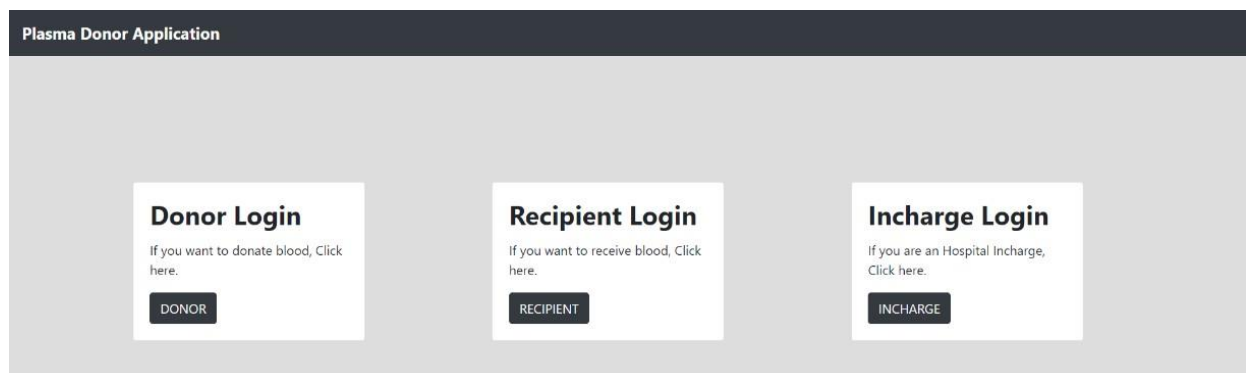 Plasma Donor Application
Donor Login
If you want to donate blood, Click
here.
DONOR
Recipient Login
If you want to receive blood, Click
here.
RECIPIENT
Incharge Login
If you are an Hospital Incharge,
Click here.
INCHARGE